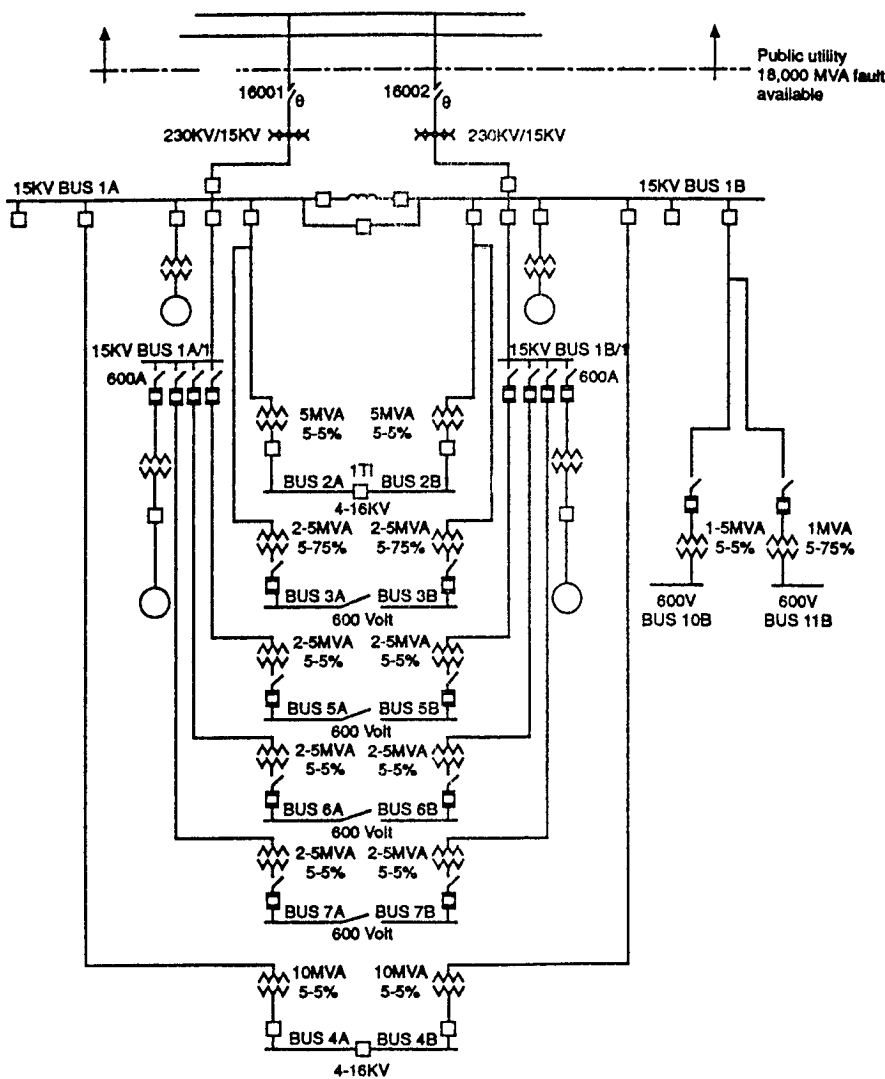 Public utility
18,000 MVA fault
available
16001
θ
16002
θ
230KV/15KV
230KV/15KV
15KV BUS 1A
15KV BUS 1B
15KV BUS 1A/1
600A
15KV BUS 1B/1
600A
5MVA
5-5%
5MVA
5-5%
BUS 2A
1TI
BUS 2B
4-16KV
2-5MVA
5-75%
2-5MVA
5-75%
BUS 3A
BUS 3B
600 Volt
1-5MVA
5-5%
1MVA
5-75%
600V
BUS 10B
600V
BUS 11B
2-5MVA
5-5%
2-5MVA
5-5%
BUS 5A
BUS 5B
600 Volt
2-5MVA
5-5%
2-5MVA
5-5%
BUS 6A
BUS 6B
600 Volt
2-5MVA
5-5%
2-5MVA
5-5%
BUS 7A
BUS 7B
600 Volt
10MVA
5-5%
10MVA
5-5%
BUS 4A
BUS 4B
4-16KV